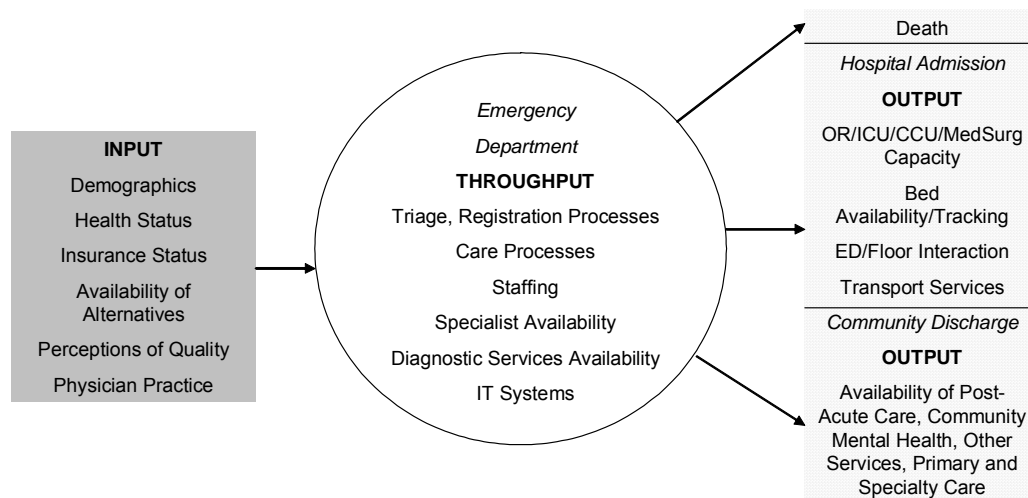 INPUT
Demographics
Health Status
Insurance Status
Availability of
Alternatives
Perceptions of Quality
Physician Practice
Emergency
Department
THROUGHPUT
Triage, Registration Processes
Care Processes
Staffing
Specialist Availability
Diagnostic Services Availability
IT Systems
Death
Hospital Admission
OUTPUT
OR/ICU/CCU/MedSurg
Capacity
Bed
Availability/Tracking
ED/Floor Interaction
Transport Services
Community Discharge
OUTPUT
Availability of Post-
Acute Care, Community
Mental Health, Other
Services, Primary and
Specialty Care